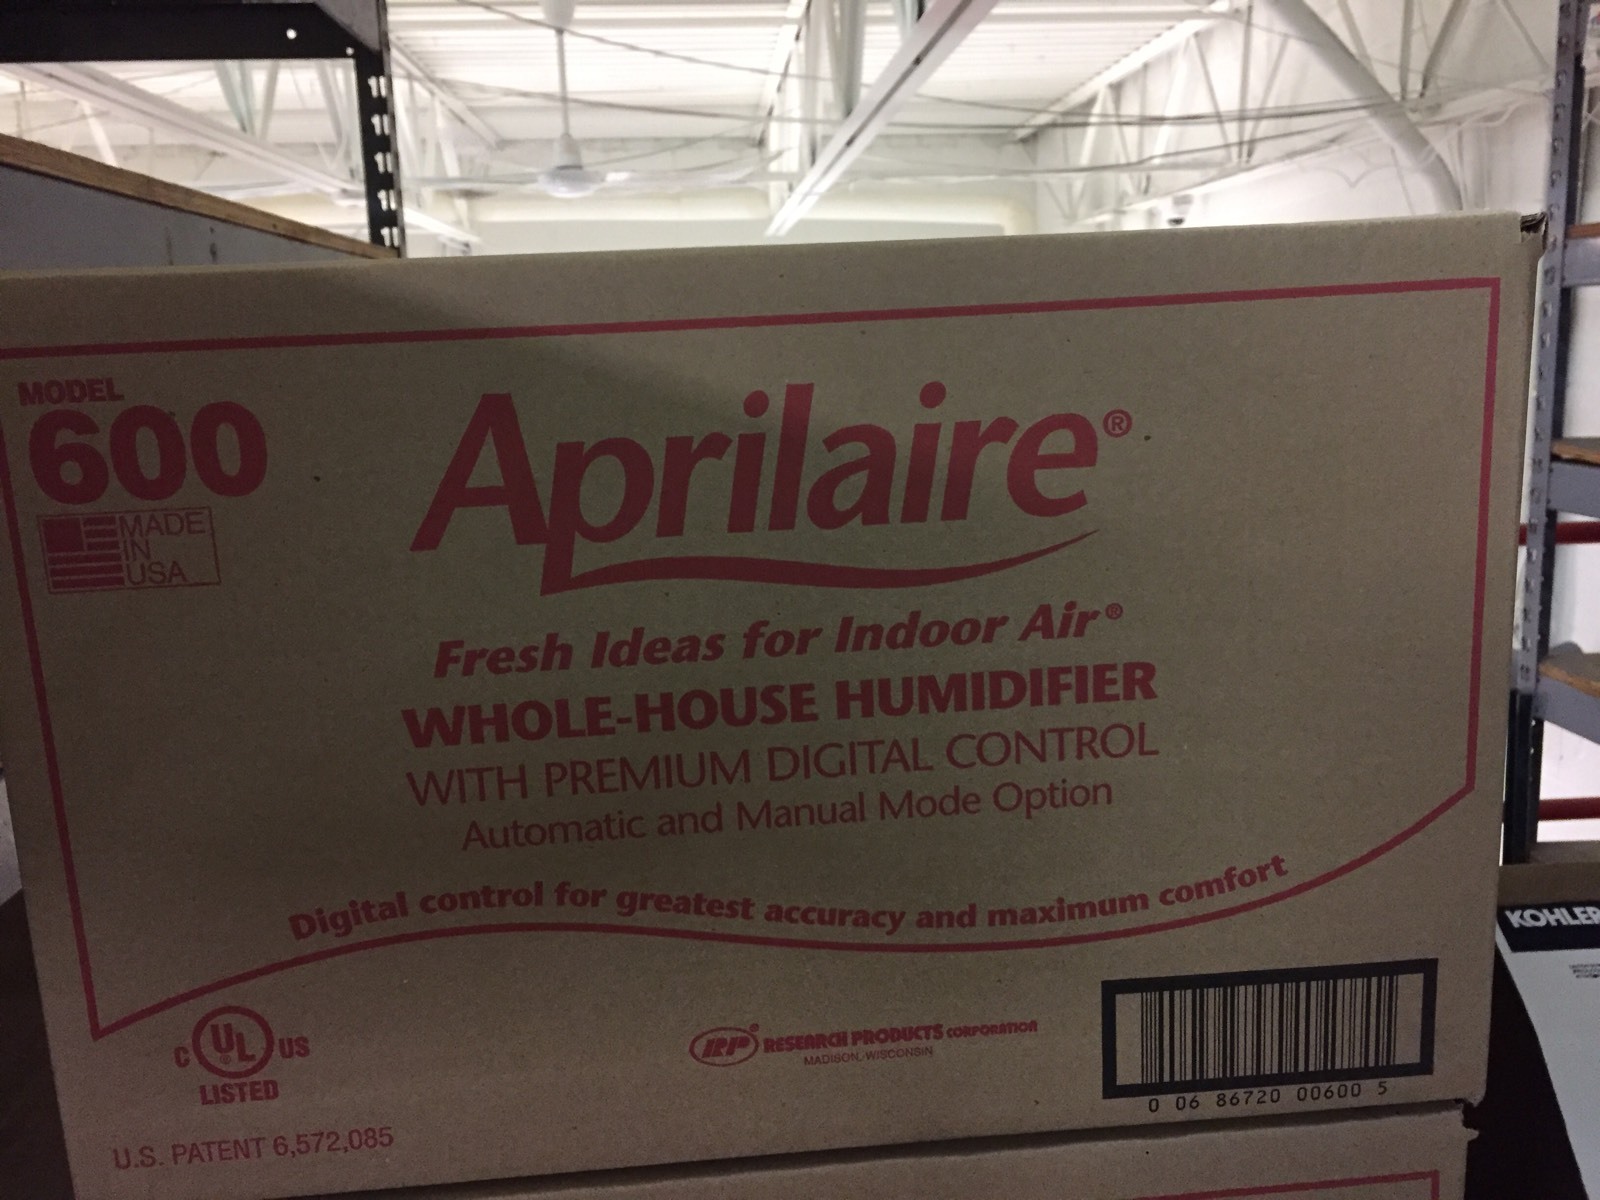 MODEL
600
MADE
IN
USA
Aprilaire®
Fresh Ideas for Indoor Air®
WHOLE-HOUSE HUMIDIFIER
WITH PREMIUM DIGITAL CONTROL
Automatic and Manual Mode Option
Digital control for greatest accuracy and maximum comfort
C UL® US
LISTED
RP® RESEARCH PRODUCTS CORPORATION
MADISON, WISCONSIN
0 06 86720 00600 5
U.S. PATENT 6,572,085
KOHLER